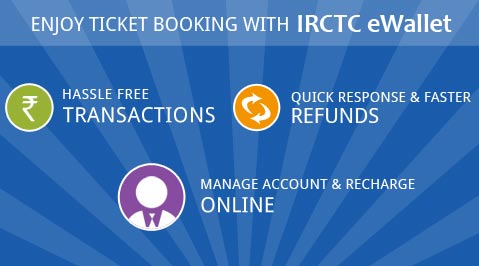 ENJOY TICKET BOOKING WITH IRCTC eWallet
₹
HASSLE FREE
TRANSACTIONS
QUICK RESPONSE & FASTER
REFUNDS
MANAGE ACCOUNT & RECHARGE
ONLINE